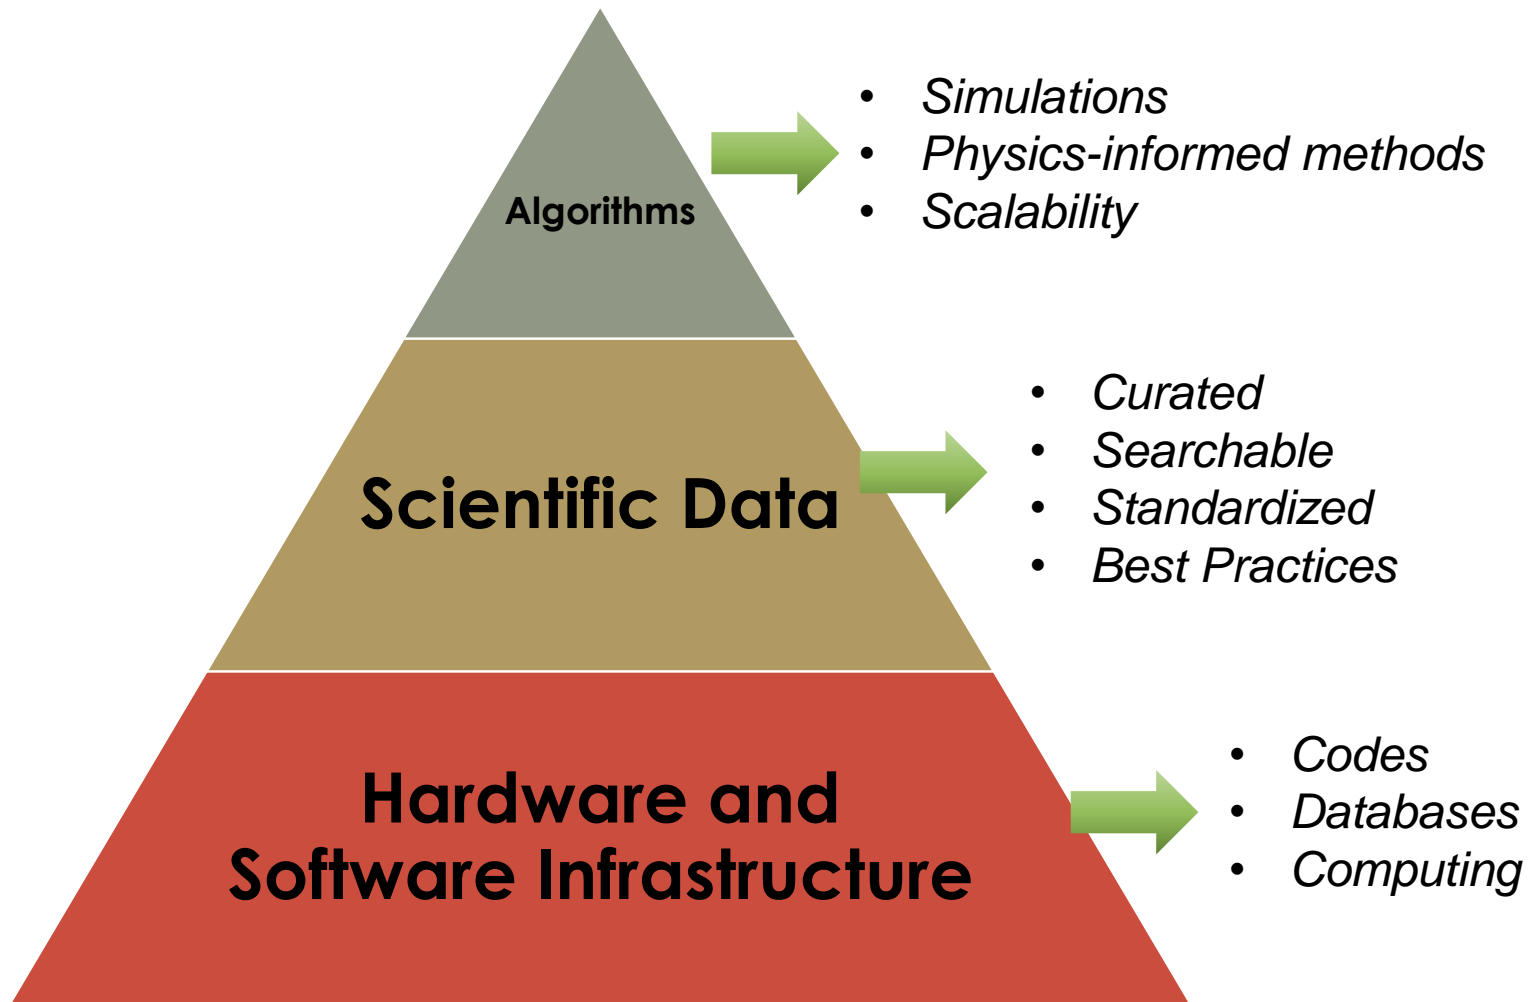 Algorithms
• Simulations
• Physics-informed methods
• Scalability
Scientific Data
• Curated
• Searchable
• Standardized
• Best Practices
Hardware and
Software Infrastructure
• Codes
• Databases
• Computing